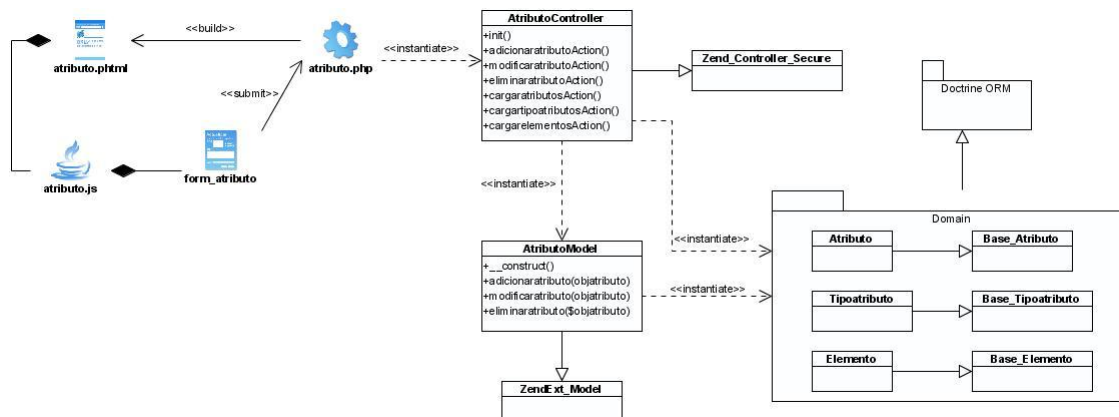 <<build>>
atributo.phtml
atributo.php
<<submit>>
atributo.js
form_atributo
<<instantiate>>
AtributoController
+init()
+adicionaratributoAction()
+modificaratributoAction()
+eliminaratributoAction()
+cargaratributosAction()
+cargartipoatributosAction()
+cargarelementosAction()
Zend_Controller_Secure
Doctrine ORM
<<instantiate>>
<<instantiate>>
AtributoModel
+__construct()
+adicionaratributo(objatributo)
+modificaratributo(objatributo)
+eliminaratributo($objatributo)
<<instantiate>>
ZendExt_Model
Domain
Atributo
Base_Atributo
Tipoatributo
Base_Tipoatributo
Elemento
Base_Elemento